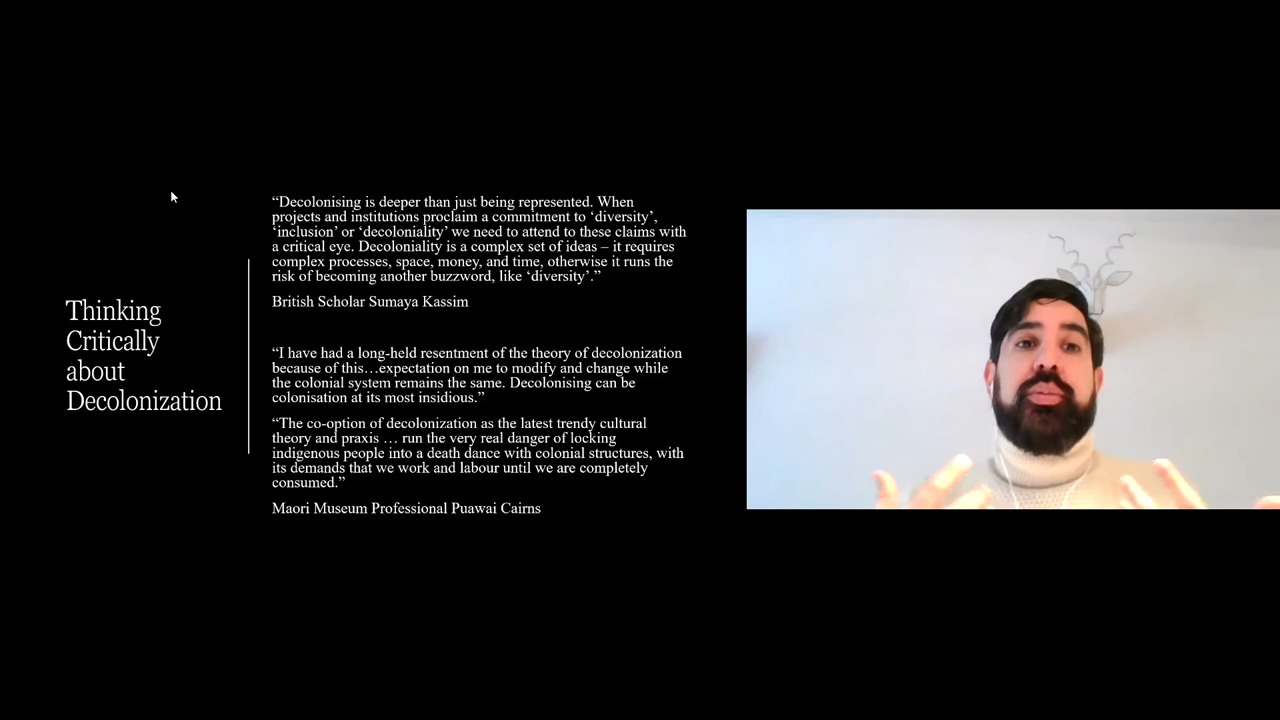 Thinking
Critically
about
Decolonization
“Decolonising is deeper than just being represented. When
projects and institutions proclaim a commitment to ‘diversity’,
‘inclusion’ or ‘decoloniality’ we need to attend to these claims with
a critical eye. Decoloniality is a complex set of ideas – it requires
complex processes, space, money, and time, otherwise it runs the
risk of becoming another buzzword, like ‘diversity’.”
British Scholar Sumaya Kassim
“I have had a long-held resentment of the theory of decolonization
because of this…expectation on me to modify and change while
the colonial system remains the same. Decolonising can be
colonisation at its most insidious.”
“The co-option of decolonization as the latest trendy cultural
theory and praxis … run the very real danger of locking
indigenous people into a death dance with colonial structures, with
its demands that we work and labour until we are completely
consumed.”
Maori Museum Professional Puawai Cairns